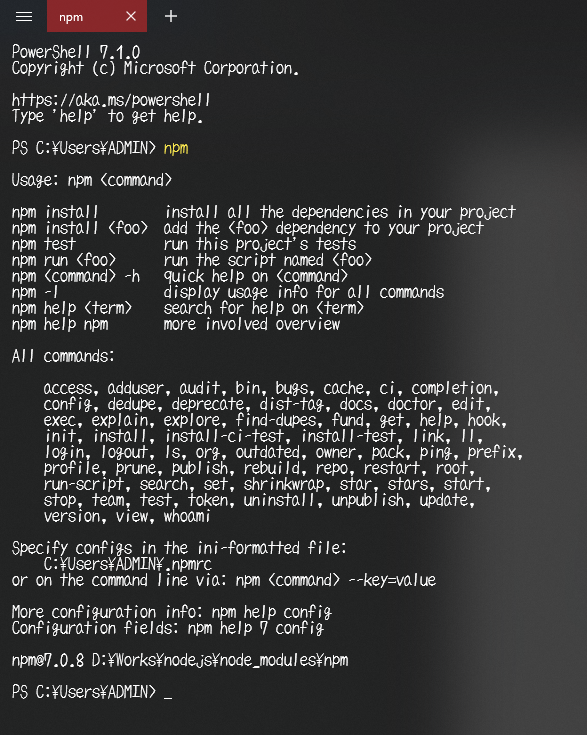 npm
PowerShell 7.1.0
Copyright (c) Microsoft Corporation.
https://aka.ms/powershell
Type 'help' to get help.
PS C:¥Users¥ADMIN> npm
Usage: npm <command>
npm install        install all the dependencies in your project
npm install <foo>  add the <foo> dependency to your project
npm test           run this project's tests
npm run <foo>      run the script named <foo>
npm <command> -h   quick help on <command>
npm -l             display usage info for all commands
npm help <term>    search for help on <term>
npm help npm       more involved overview
All commands:
access, adduser, audit, bin, bugs, cache, ci, completion,
config, dedupe, deprecate, dist-tag, docs, doctor, edit,
exec, explain, explore, find-dupes, fund, get, help, hook,
init, install, install-ci-test, install-test, link, ll,
login, logout, ls, org, outdated, owner, pack, ping, prefix,
profile, prune, publish, rebuild, repo, restart, root,
run-script, search, set, shrinkwrap, star, stars, start,
stop, team, test, token, uninstall, unpublish, update,
version, view, whoami
Specify configs in the ini-formatted file:
C:¥Users¥ADMIN¥.npmrc
or on the command line via: npm <command> --key=value
More configuration info: npm help config
Configuration fields: npm help 7 config
npm@7.0.8 D:¥Works¥nodejs¥node_modules¥npm
PS C:¥Users¥ADMIN> _